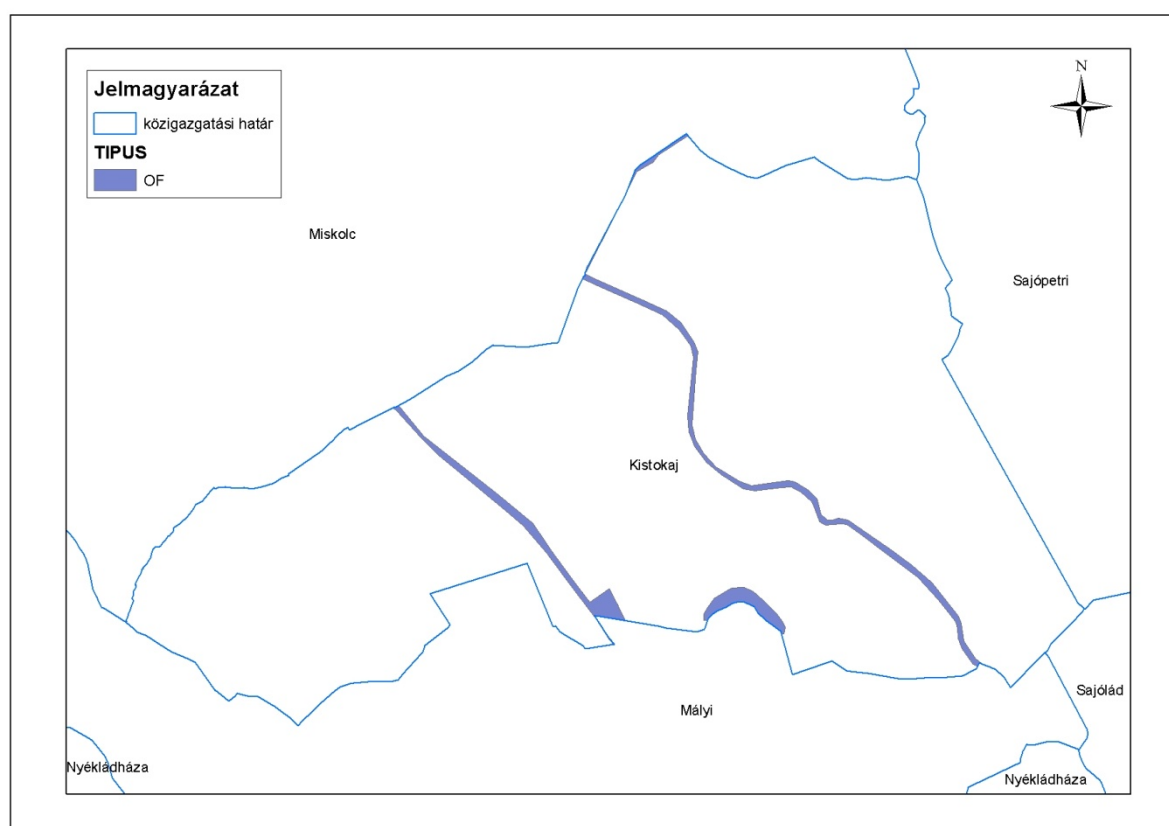 Jelmagyarázat
közigazgatási határ
TIPUS
OF
N
Miskolc
Sajópetri
Kistokaj
Sajólád
Mályi
Nyékládháza
Nyékládháza